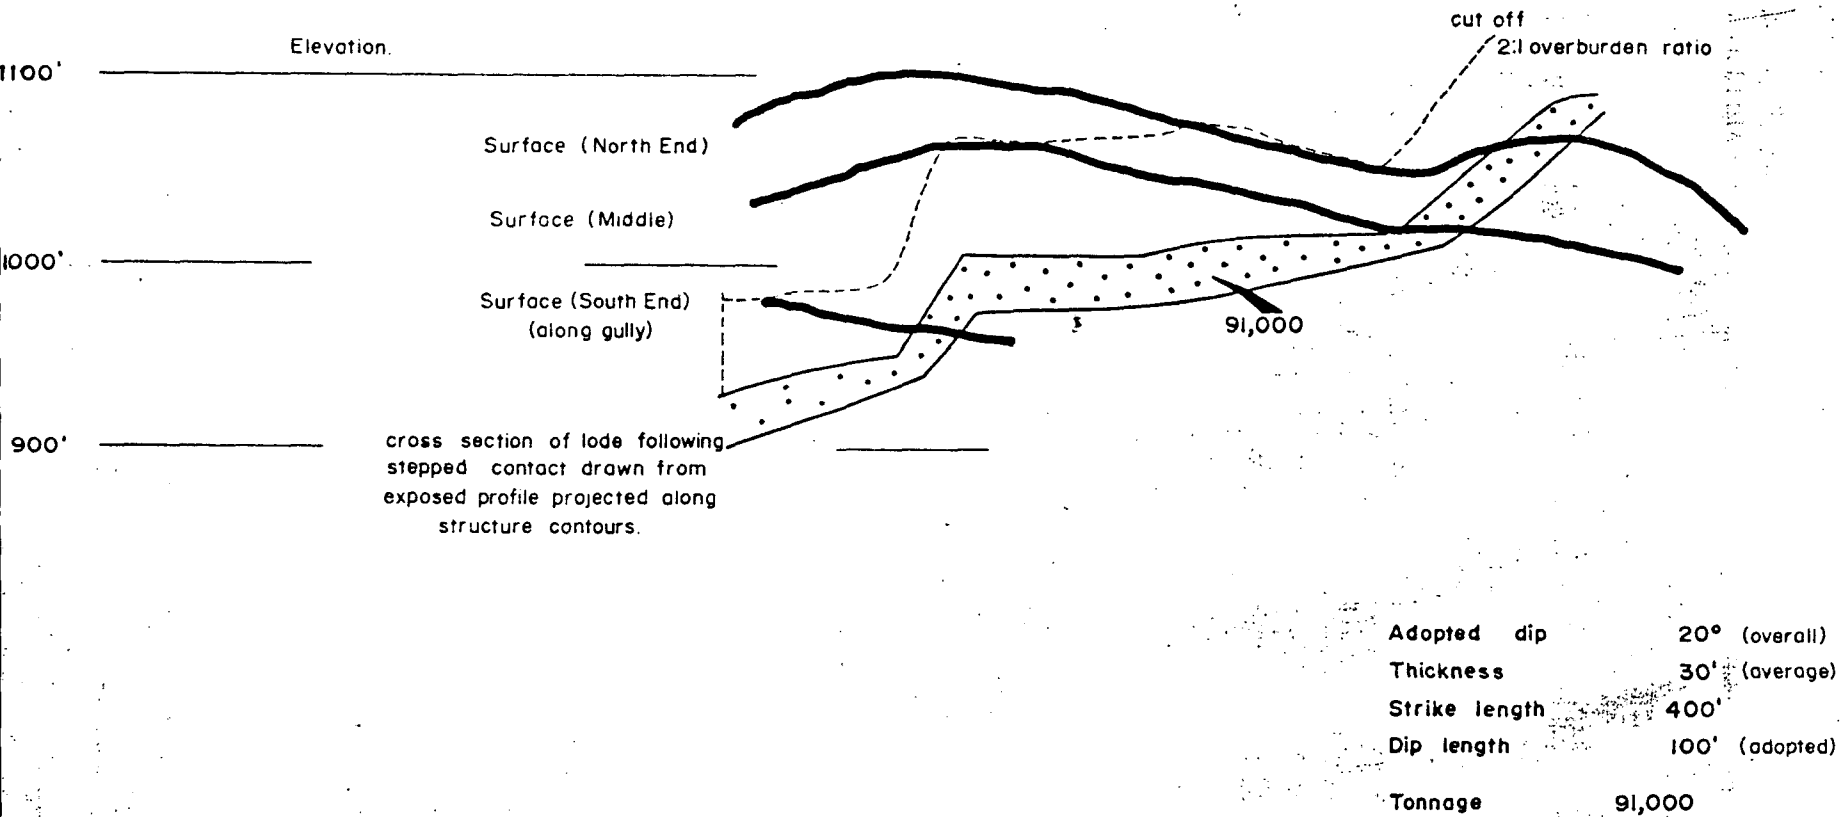 cut off
Elevation.
2:1 overburden ratio
1100'
Surface (North End)
Surface (Middle)
1000'
Surface (South End)
(along gully)
91,000
900'
cross section of lode following
stepped contact drawn from
exposed profile projected along
structure contours.
Adopted dip 20° (overall)
Thickness 30' (average)
Strike length 400'
Dip length 100' (adopted)
Tonnage 91,000